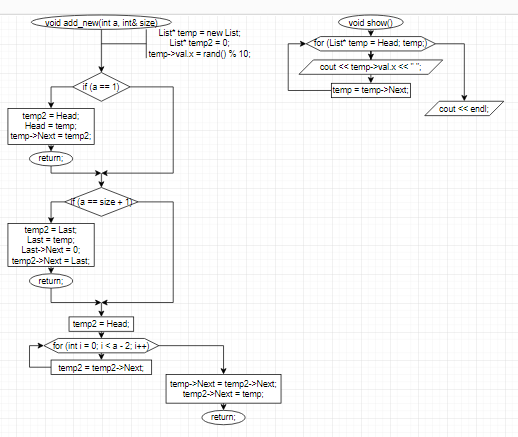 void add_new(int a, int& size)
List* temp = new List;
List* temp2 = 0;
temp->val.x = rand() % 10;
if (a == 1)
temp2 = Head;
Head = temp;
temp->Next = temp2;
return;
if (a == size + 1)
temp2 = Last;
Last = temp;
Last->Next = 0;
temp2->Next = Last;
return;
temp2 = Head;
for (int i = 0; i < a - 2; i++)
temp2 = temp2->Next;
temp->Next = temp2->Next;
temp2->Next = temp;
return;
void show()
for (List* temp = Head; temp;)
cout << temp->val.x << " ";
temp = temp->Next;
cout << endl;